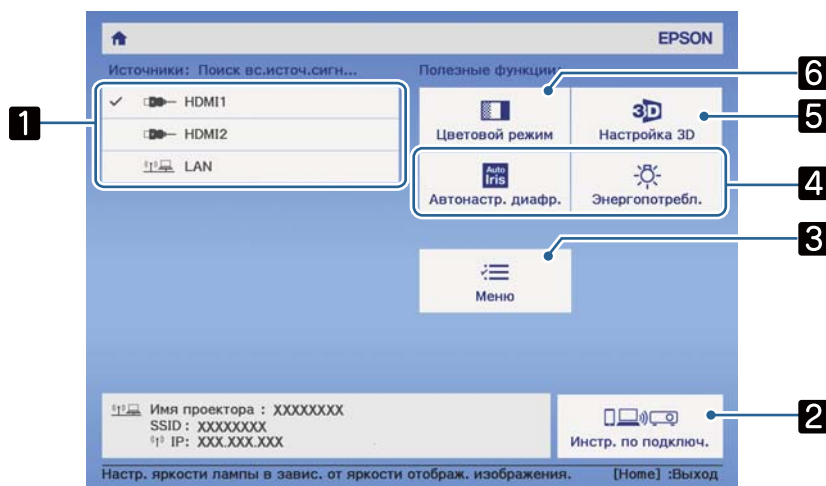 EPSON
Источники: Поиск вс.источ.сигн...
Полезные функции:
HDMI1
HDMI2
LAN
Цветовой режим
3D
Настройка 3D
Auto Iris
Автонастр. диафр.
Энергопотребл.
Меню
Имя проектора : XXXXXXXX
SSID : XXXXXXXX
IP: XXX.XXX.XXX
Инстр. по подключ.
Настр. яркости лампы в завис. от яркости отображ. изображения.
[Home] :Выход
1
6
5
4
3
2